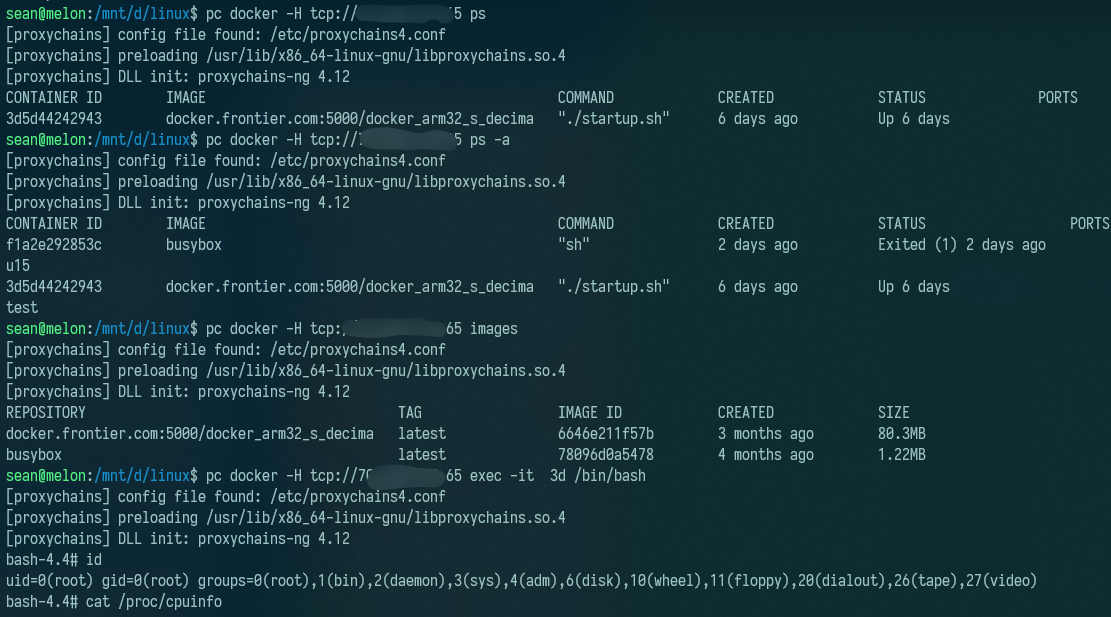 sean@melon:/mnt/d/linux$ pc docker -H tcp:// 5 ps
[proxychains] config file found: /etc/proxychains4.conf
[proxychains] preloading /usr/lib/x86_64-linux-gnu/libproxychains.so.4
[proxychains] DLL init: proxychains-ng 4.12
CONTAINER ID IMAGE COMMAND CREATED STATUS PORTS
3d5d44242943 docker.frontier.com:5000/docker_arm32_s_decima "./startup.sh" 6 days ago Up 6 days
sean@melon:/mnt/d/linux$ pc docker -H tcp:// 5 ps -a
[proxychains] config file found: /etc/proxychains4.conf
[proxychains] preloading /usr/lib/x86_64-linux-gnu/libproxychains.so.4
[proxychains] DLL init: proxychains-ng 4.12
CONTAINER ID IMAGE COMMAND CREATED STATUS PORTS
f1a2e292853c busybox "sh" 2 days ago Exited (1) 2 days ago
u15
3d5d44242943 docker.frontier.com:5000/docker_arm32_s_decima "./startup.sh" 6 days ago Up 6 days
test
sean@melon:/mnt/d/linux$ pc docker -H tcp:/ 65 images
[proxychains] config file found: /etc/proxychains4.conf
[proxychains] preloading /usr/lib/x86_64-linux-gnu/libproxychains.so.4
[proxychains] DLL init: proxychains-ng 4.12
REPOSITORY TAG IMAGE ID CREATED SIZE
docker.frontier.com:5000/docker_arm32_s_decima latest 6646e211f57b 3 months ago 80.3MB
busybox latest 78096d0a5478 4 months ago 1.22MB
sean@melon:/mnt/d/linux$ pc docker -H tcp://70 65 exec -it 3d /bin/bash
[proxychains] config file found: /etc/proxychains4.conf
[proxychains] preloading /usr/lib/x86_64-linux-gnu/libproxychains.so.4
[proxychains] DLL init: proxychains-ng 4.12
bash-4.4# id
uid=0(root) gid=0(root) groups=0(root),1(bin),2(daemon),3(sys),4(adm),6(disk),10(wheel),11(floppy),20(dialout),26(tape),27(video)
bash-4.4# cat /proc/cpuinfo